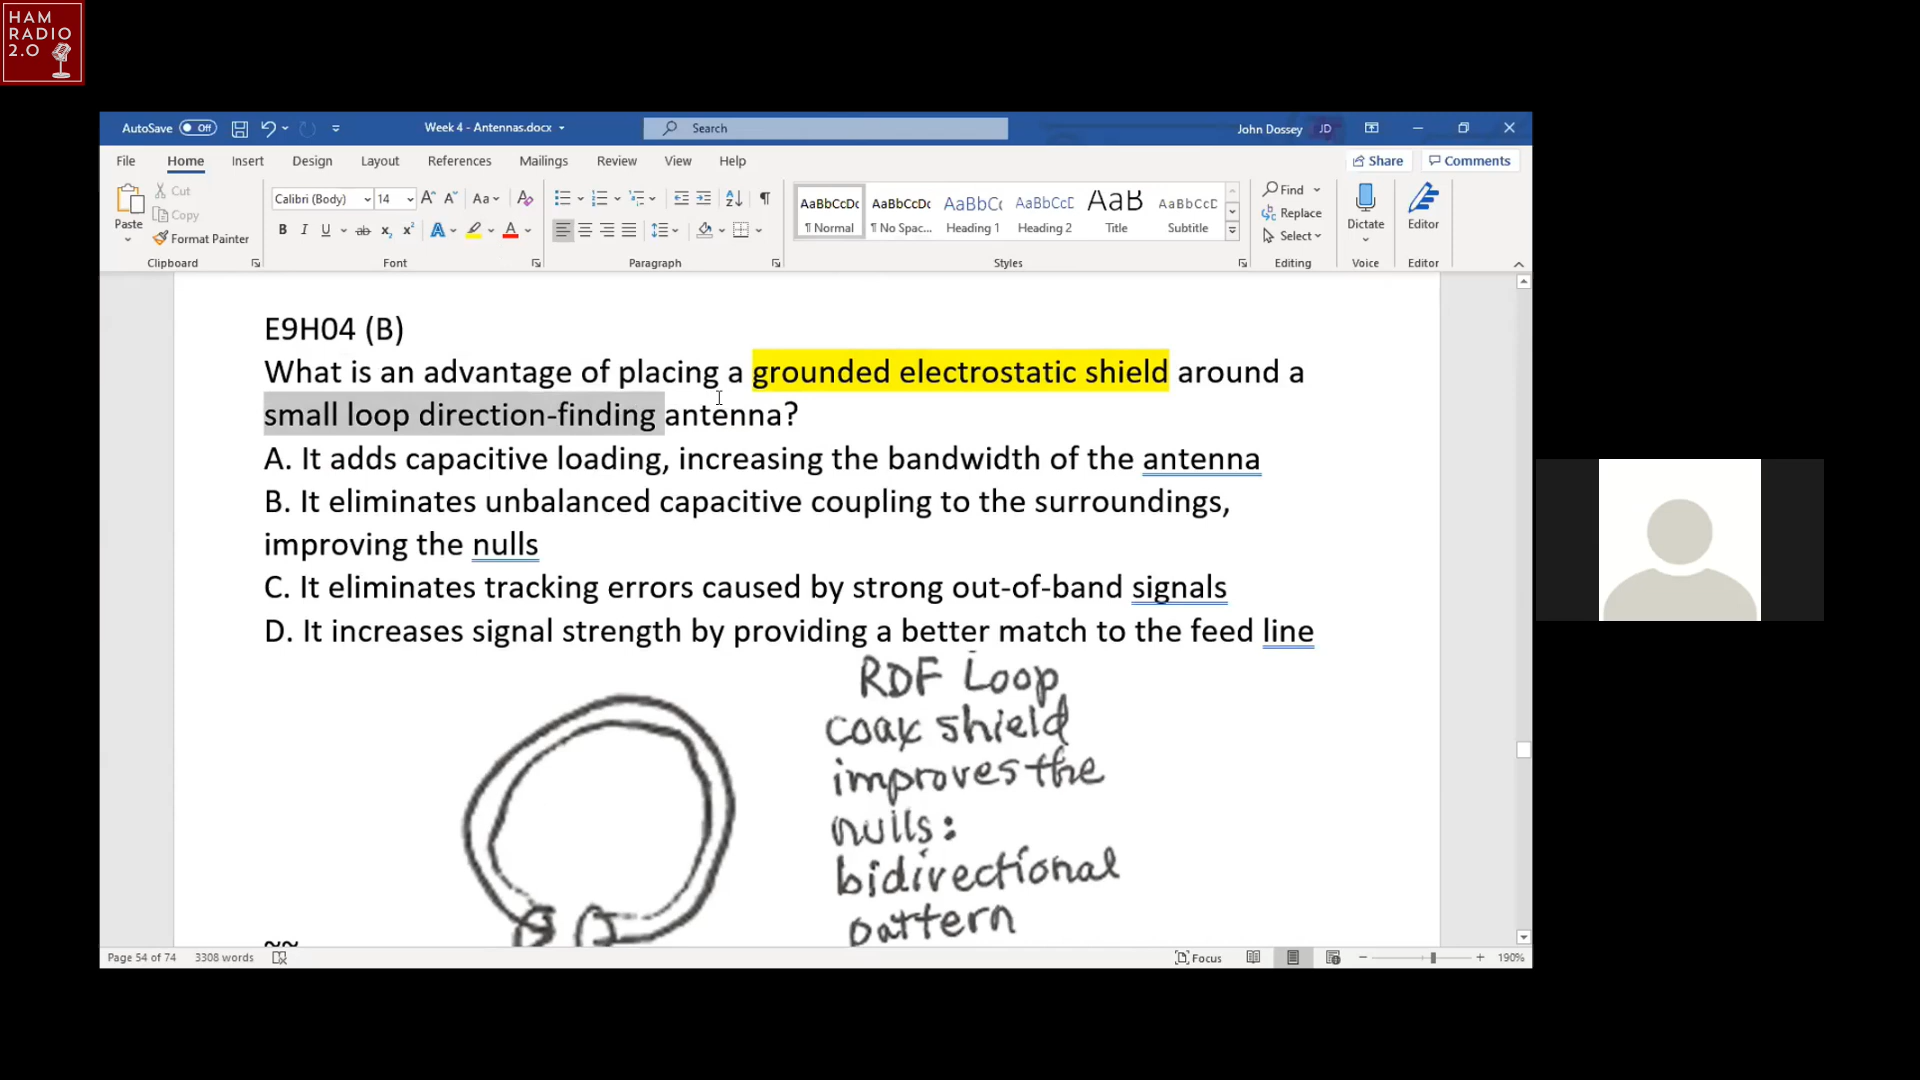 HAM
RADIO
2.0
AutoSave Off
Week 4 - Antennas.docx
Search
John Dossey JD
File Home Insert Design Layout References Mailings Review View Help
Share Comments
Paste
Cut
Copy
Format Painter
Clipboard
Calibri (Body) 14
Font
Paragraph
AaBbCcDc AaBbCcDc AaBbCc AaBbCcD AaB AaBbCcD
¶ Normal ¶ No Spac... Heading 1 Heading 2 Title Subtitle
Styles
Find
Replace
Select
Editing
Dictate
Voice
Editor
Editor
E9H04 (B)
What is an advantage of placing a grounded electrostatic shield around a
small loop direction-finding antenna?
A. It adds capacitive loading, increasing the bandwidth of the antenna
B. It eliminates unbalanced capacitive coupling to the surroundings,
improving the nulls
C. It eliminates tracking errors caused by strong out-of-band signals
D. It increases signal strength by providing a better match to the feed line
RDF Loop
coax shield
improves the
nulls:
bidirectional
pattern
~~
Page 54 of 74 3308 words
Focus
190%